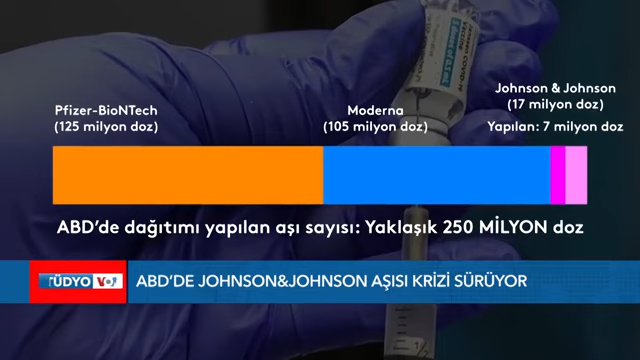 Johnson & Johnson
(17 milyon doz)
Pfizer-BioNTech
(125 milyon doz)
Moderna
(105 milyon doz)
Yapılan: 7 milyon doz
ABD’de dağıtımı yapılan aşı sayısı: Yaklaşık 250 MİLYON doz
TÜDYO VOA
ABD’DE JOHNSON&JOHNSON AŞISI KRİZİ SÜRÜYOR